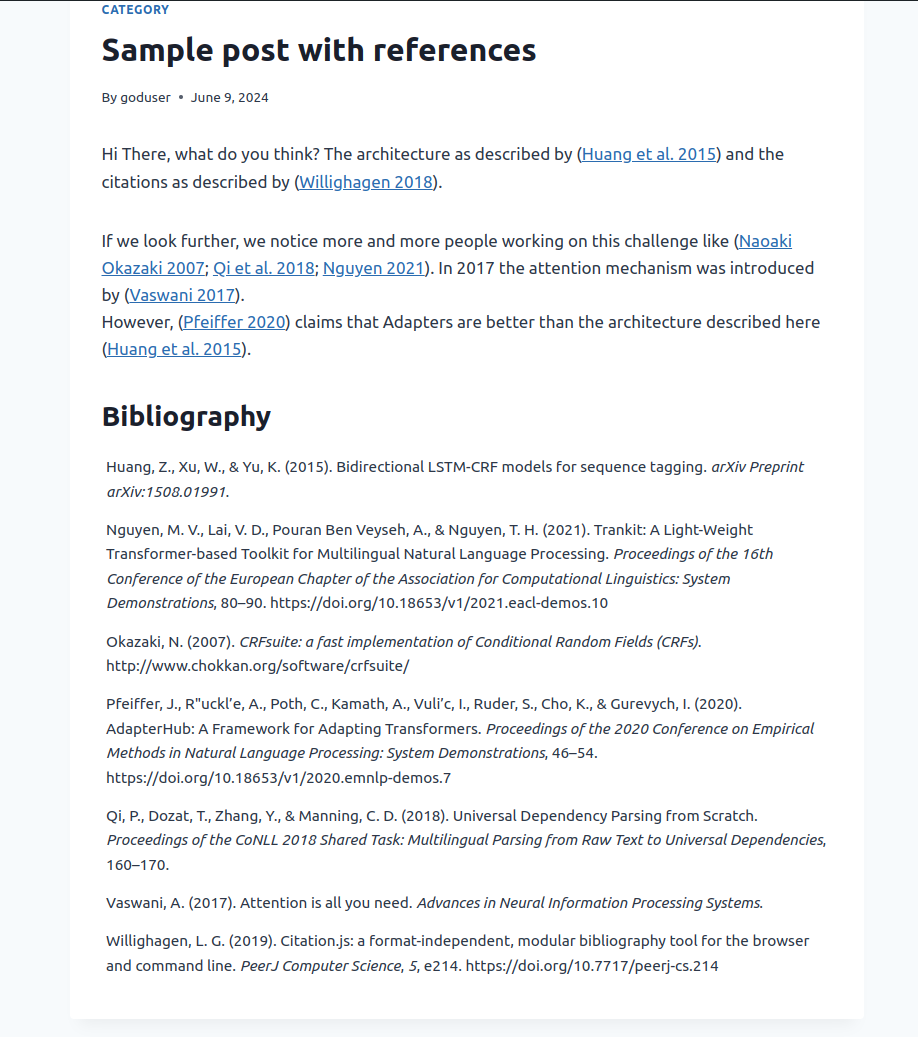 CATEGORY
Sample post with references
By goduser • June 9, 2024
Hi There, what do you think? The architecture as described by (Huang et al. 2015) and the
citations as described by (Willighagen 2018).
If we look further, we notice more and more people working on this challenge like (Naoaki
Okazaki 2007; Qi et al. 2018; Nguyen 2021). In 2017 the attention mechanism was introduced
by (Vaswani 2017).
However, (Pfeiffer 2020) claims that Adapters are better than the architecture described here
(Huang et al. 2015).
Bibliography
Huang, Z., Xu, W., & Yu, K. (2015). Bidirectional LSTM-CRF models for sequence tagging. arXiv Preprint
arXiv:1508.01991.
Nguyen, M. V., Lai, V. D., Pouran Ben Veyseh, A., & Nguyen, T. H. (2021). Trankit: A Light-Weight
Transformer-based Toolkit for Multilingual Natural Language Processing. Proceedings of the 16th
Conference of the European Chapter of the Association for Computational Linguistics: System
Demonstrations, 80–90. https://doi.org/10.18653/v1/2021.eacl-demos.10
Okazaki, N. (2007). CRFsuite: a fast implementation of Conditional Random Fields (CRFs).
http://www.chokkan.org/software/crfsuite/
Pfeiffer, J., R"uckl’e, A., Poth, C., Kamath, A., Vuli’c, I., Ruder, S., Cho, K., & Gurevych, I. (2020).
AdapterHub: A Framework for Adapting Transformers. Proceedings of the 2020 Conference on Empirical
Methods in Natural Language Processing: System Demonstrations, 46–54.
https://doi.org/10.18653/v1/2020.emnlp-demos.7
Qi, P., Dozat, T., Zhang, Y., & Manning, C. D. (2018). Universal Dependency Parsing from Scratch.
Proceedings of the CoNLL 2018 Shared Task: Multilingual Parsing from Raw Text to Universal Dependencies,
160–170.
Vaswani, A. (2017). Attention is all you need. Advances in Neural Information Processing Systems.
Willighagen, L. G. (2019). Citation.js: a format-independent, modular bibliography tool for the browser
and command line. PeerJ Computer Science, 5, e214. https://doi.org/10.7717/peerj-cs.214